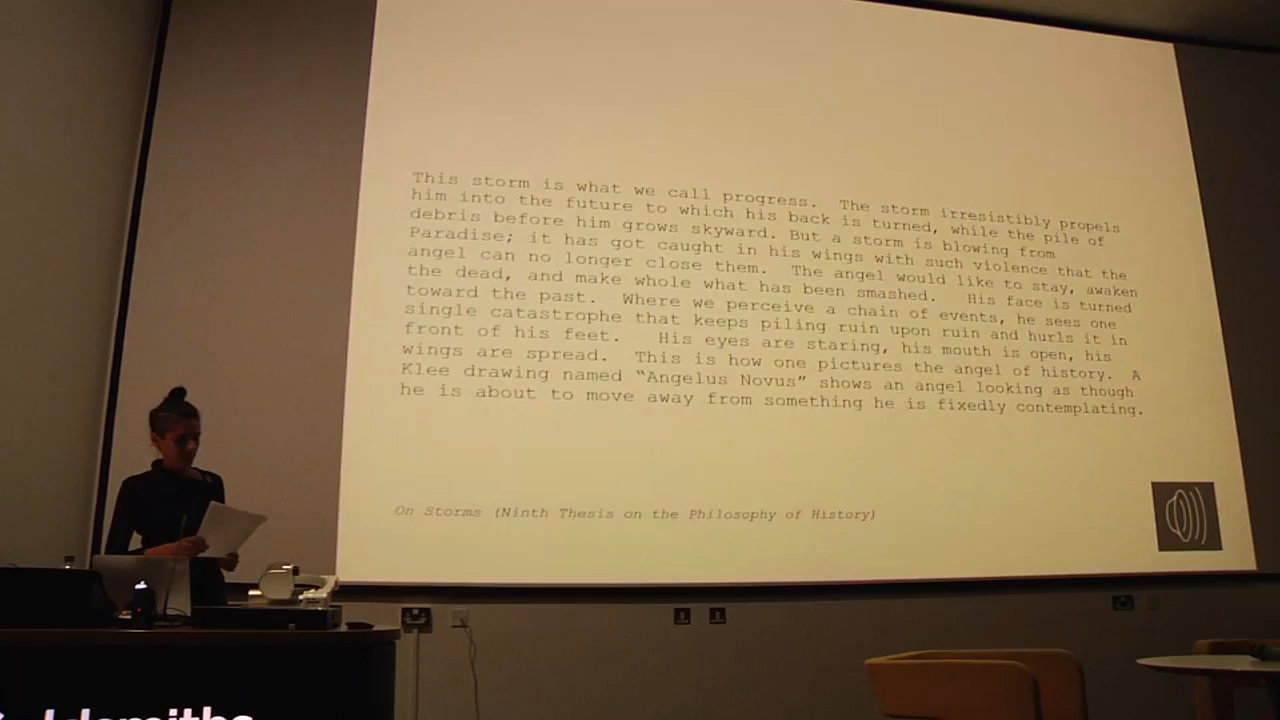 This storm is what we call progress.  The storm irresistibly propels
him into the future to which his back is turned, while the pile of
debris before him grows skyward. But a storm is blowing from
Paradise; it has got caught in his wings with such violence that the
angel can no longer close them.  The angel would like to stay, awaken
the dead, and make whole what has been smashed.   His face is turned
toward the past.  Where we perceive a chain of events, he sees one
single catastrophe that keeps piling ruin upon ruin and hurls it in
front of his feet.   His eyes are staring, his mouth is open, his
wings are spread.  This is how one pictures the angel of history.  A
Klee drawing named “Angelus Novus” shows an angel looking as though
he is about to move away from something he is fixedly contemplating.
On Storms (Ninth Thesis on the Philosophy of History)